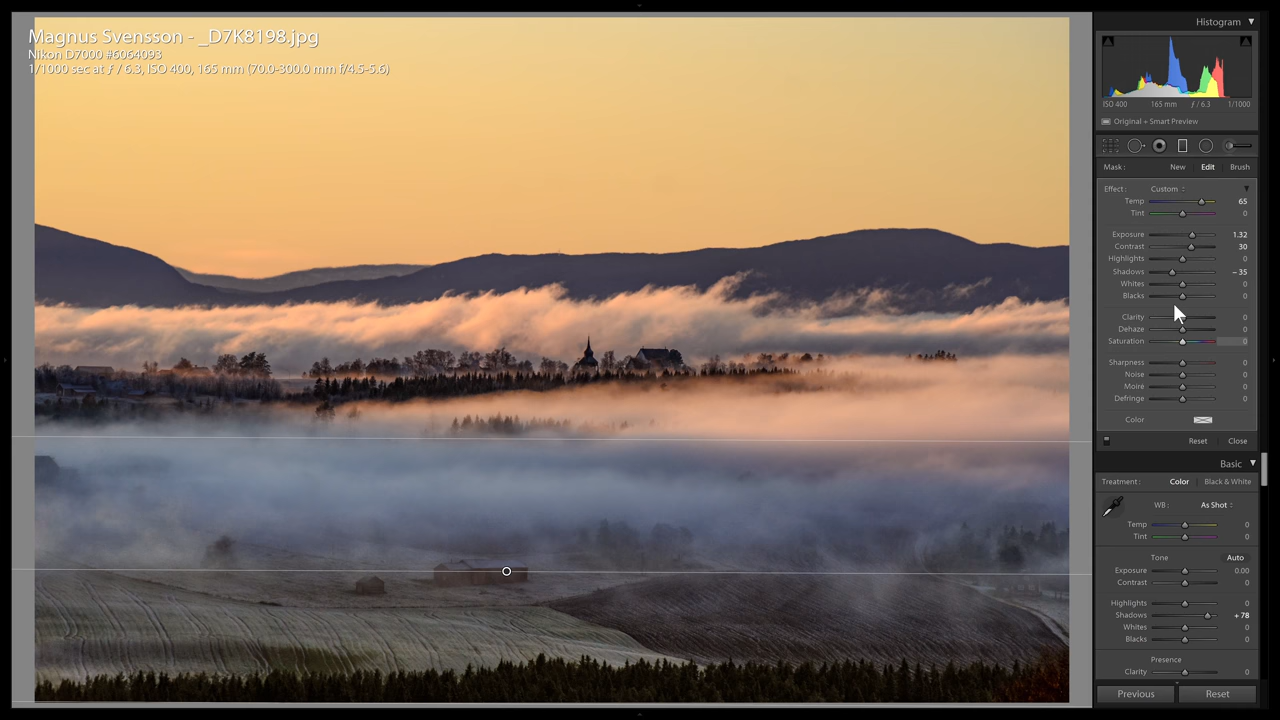 Magnus Svensson - _D7K8198.jpg
Nikon D7000 #6064093
1/1000 sec at ƒ / 6.3, ISO 400, 165 mm (70.0-300.0 mm f/4.5-5.6)
Histogram
ISO 400 165 mm ƒ / 6.3 1/1000
Original + Smart Preview
Mask : New Edit Brush
Effect : Custom
Temp 65
Tint 0
Exposure 1.32
Contrast 30
Highlights 0
Shadows – 35
Whites 0
Blacks 0
Clarity 0
Dehaze 0
Saturation 0
Sharpness 0
Noise 0
Moire 0
Defringe 0
Color
Reset Close
Basic
Treatment : Color Black & White
WB : As Shot
Temp 0
Tint 0
Tone Auto
Exposure 0.00
Contrast 0
Highlights 0
Shadows + 78
Whites 0
Blacks 0
Presence
Clarity 0
Previous Reset